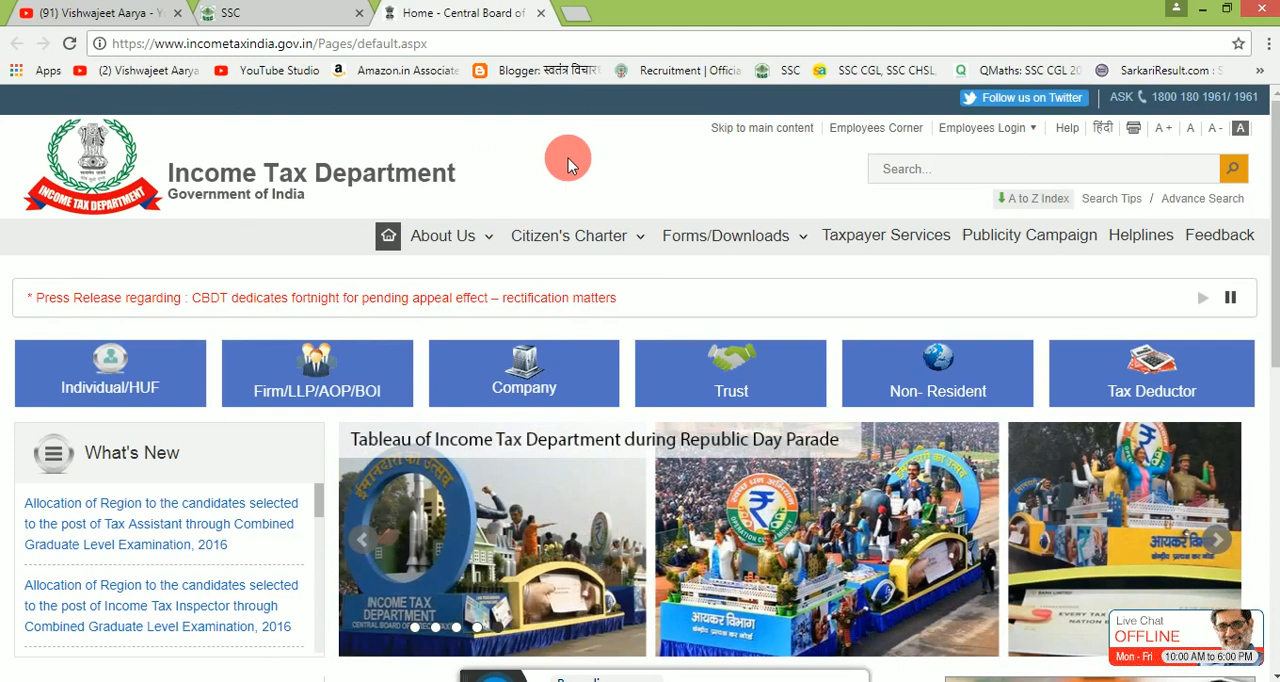 (91) Vishwajeet Aarya - Y
SSC
Home - Central Board of
https://www.incometaxindia.gov.in/Pages/default.aspx
Apps
(2) Vishwajeet Aarya
YouTube Studio
Amazon.in Associate
Blogger: स्वतंत्र विचार
Recruitment | Officia
SSC
SSC CGL, SSC CHSL,
QMaths: SSC CGL 20
SarkariResult.com : S
»
Follow us on Twitter
ASK 1800 180 1961/ 1961
Skip to main content
Employees Corner
Employees Login
Help
हिंदी
A +
A
A -
A
INCOME TAX DEPARTMENT
Income Tax Department
Government of India
Search...
A to Z Index
Search Tips / Advance Search
About Us
Citizen's Charter
Forms/Downloads
Taxpayer Services
Publicity Campaign
Helplines
Feedback
* Press Release regarding : CBDT dedicates fortnight for pending appeal effect – rectification matters
Individual/HUF
Firm/LLP/AOP/BOI
Company
Trust
Non- Resident
Tax Deductor
What's New
Allocation of Region to the candidates selected
to the post of Tax Assistant through Combined
Graduate Level Examination, 2016
Allocation of Region to the candidates selected
to the post of Income Tax Inspector through
Combined Graduate Level Examination, 2016
Tableau of Income Tax Department during Republic Day Parade
INCOME TAX
DEPARTMENT
आयकर विभाग
Live Chat
OFFLINE
Mon - Fri 10:00 AM to 6:00 PM